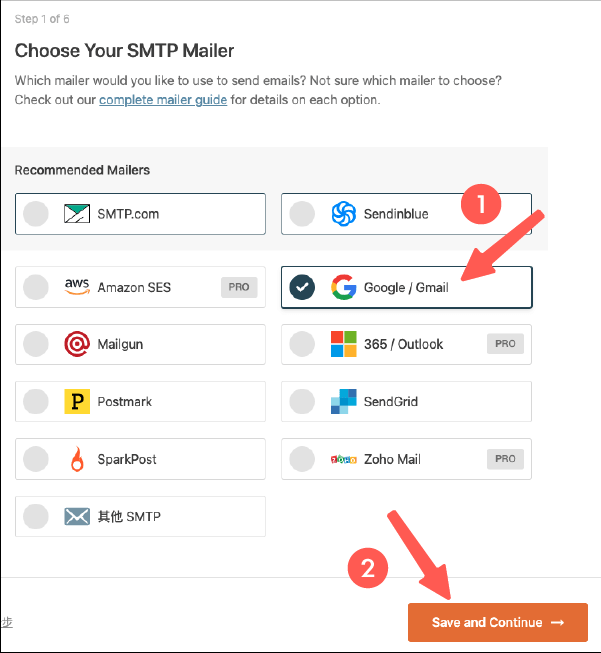 Step 1 of 6
Choose Your SMTP Mailer
Which mailer would you like to use to send emails? Not sure which mailer to choose?
Check out our complete mailer guide for details on each option.
Recommended Mailers
SMTP.com
Sendinblue
1
aws
Amazon SES
PRO
Google / Gmail
Mailgun
365 / Outlook
PRO
P
Postmark
SendGrid
SparkPost
ZOHO
Zoho Mail
PRO
其他 SMTP
2
步
Save and Continue →